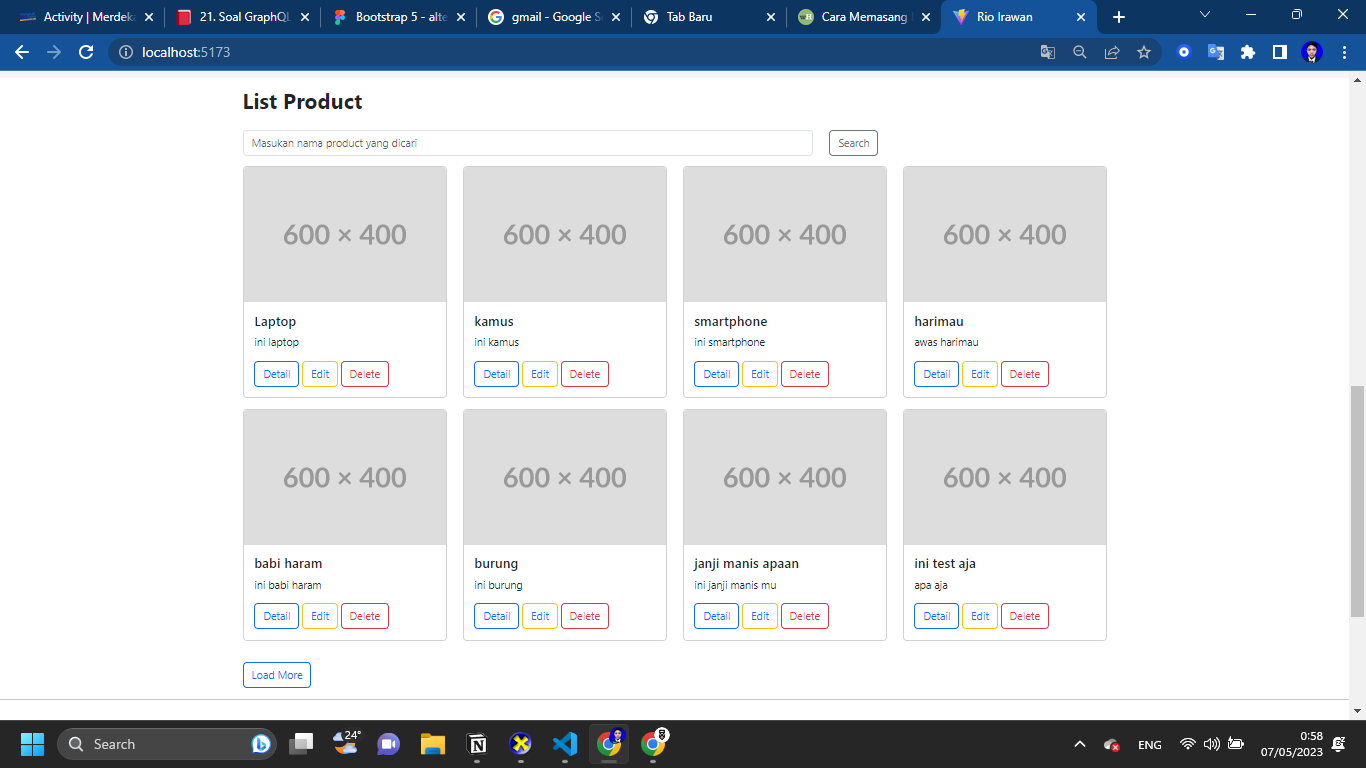 Activity | Merdeka
21. Soal GraphQL
Bootstrap 5 - alte
gmail - Google Se
Tab Baru
Cara Memasang
Rio Irawan
localhost:5173
List Product
Masukan nama product yang dicari
Search
600 × 400
600 × 400
600 × 400
600 × 400
Laptop
kamus
smartphone
harimau
ini laptop
ini kamus
ini smartphone
awas harimau
Detail Edit Delete
Detail Edit Delete
Detail Edit Delete
Detail Edit Delete
600 × 400
600 × 400
600 × 400
600 × 400
babi haram
burung
janji manis apaan
ini test aja
ini babi haram
ini burung
ini janji manis mu
apa aja
Detail Edit Delete
Detail Edit Delete
Detail Edit Delete
Detail Edit Delete
Load More
Search
24°
ENG
0:58
07/05/2023